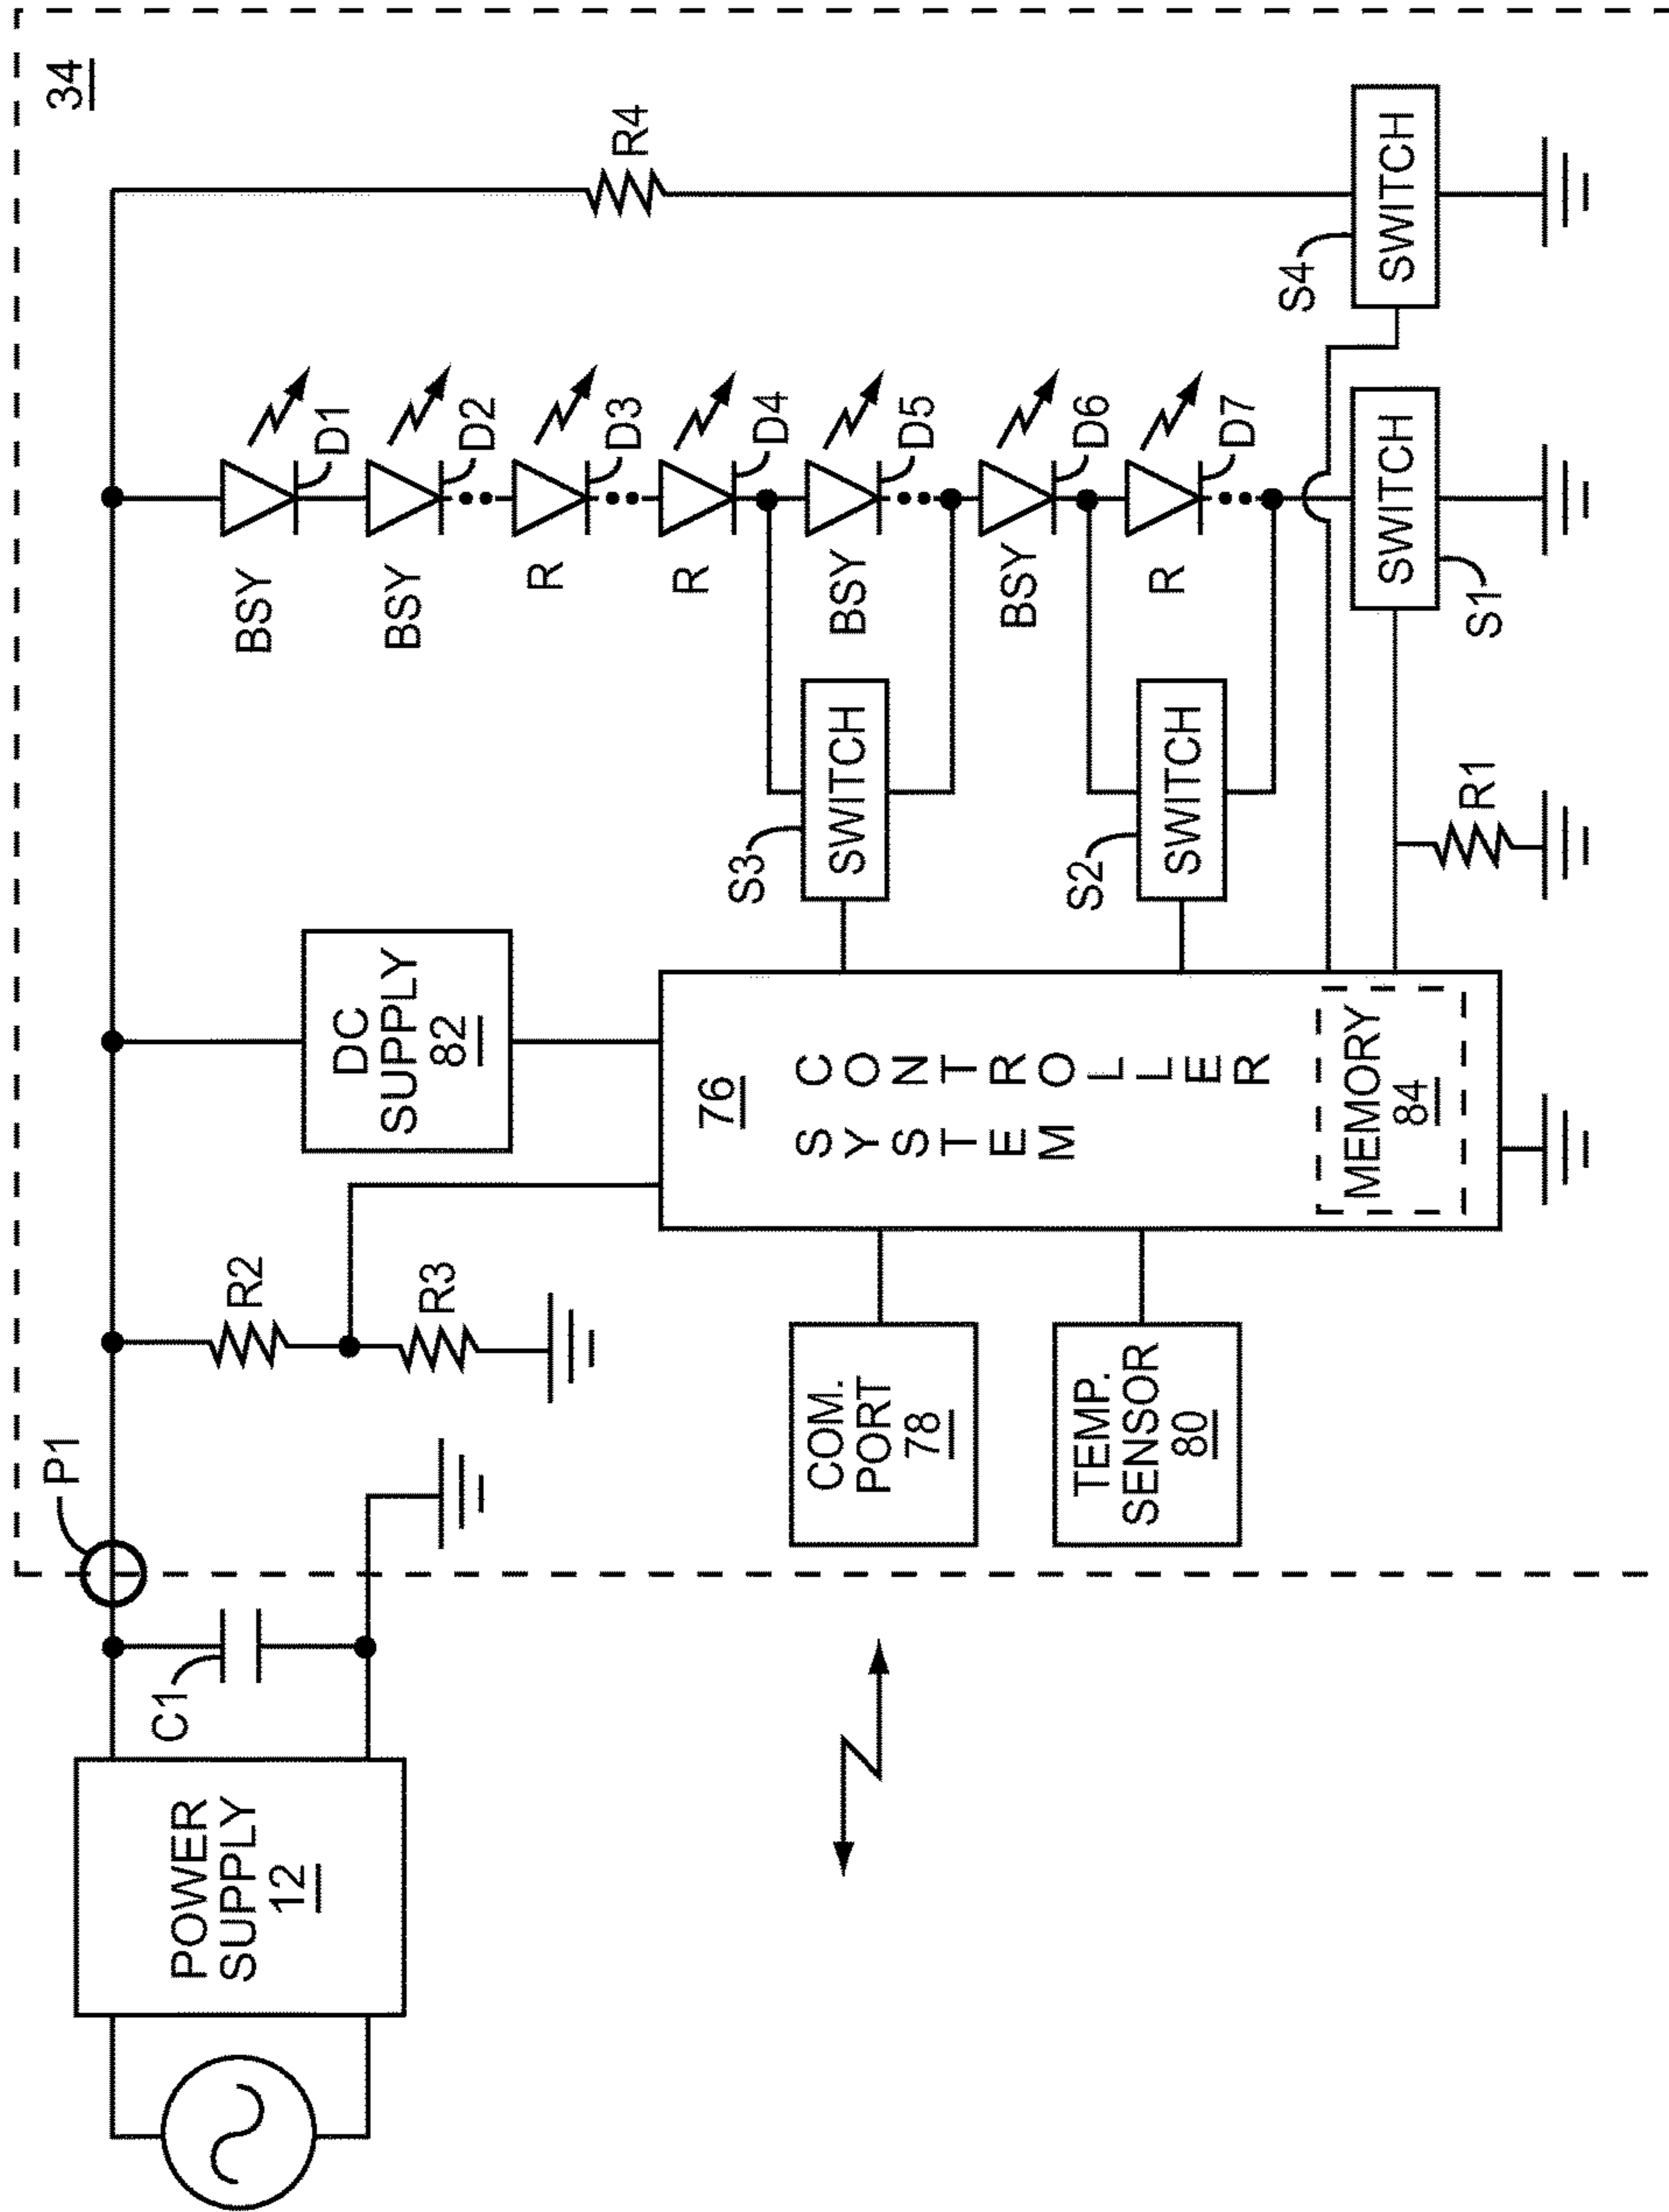 34
P1
C1
POWER
SUPPLY
12
R2
R3
DC
SUPPLY
82
R4
BSY
D1
BSY
D2
R
D3
R
D4
BSY
D5
BSY
D6
R
D7
S3
SWITCH
S2
SWITCH
S4
SWITCH
SWITCH
S1
R1
76
SYSTEM
CONTROLLER
MEMORY
84
COM.
PORT
78
TEMP.
SENSOR
80